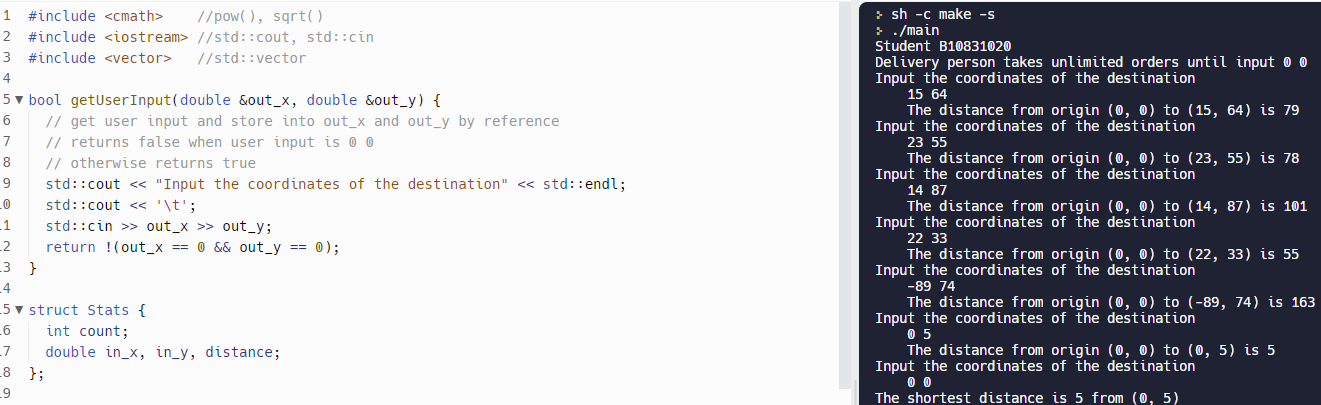 1 #include <cmath> //pow(), sqrt()
2 #include <iostream> //std::cout, std::cin
3 #include <vector> //std::vector
4
5 ▼ bool getUserInput(double &out_x, double &out_y) {
6 // get user input and store into out_x and out_y by reference
7 // returns false when user input is 0 0
8 // otherwise returns true
9 std::cout << "Input the coordinates of the destination" << std::endl;
.0 std::cout << '\t';
.1 std::cin >> out_x >> out_y;
.2 return !(out_x == 0 && out_y == 0);
.3 }
.4
.5 ▼ struct Stats {
.6 int count;
.7 double in_x, in_y, distance;
.8 };
.9
> sh -c make -s
> ./main
Student B10831020
Delivery person takes unlimited orders until input 0 0
Input the coordinates of the destination
15 64
The distance from origin (0, 0) to (15, 64) is 79
Input the coordinates of the destination
23 55
The distance from origin (0, 0) to (23, 55) is 78
Input the coordinates of the destination
14 87
The distance from origin (0, 0) to (14, 87) is 101
Input the coordinates of the destination
22 33
The distance from origin (0, 0) to (22, 33) is 55
Input the coordinates of the destination
-89 74
The distance from origin (0, 0) to (-89, 74) is 163
Input the coordinates of the destination
0 5
The distance from origin (0, 0) to (0, 5) is 5
Input the coordinates of the destination
0 0
The shortest distance is 5 from (0, 5)